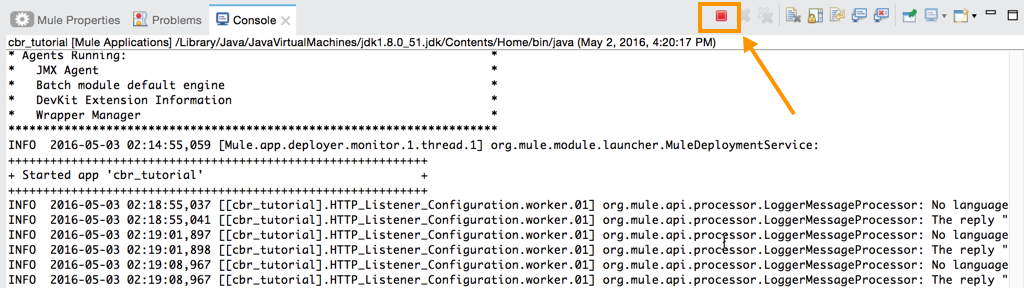 Mule Properties Problems Console
cbr_tutorial [Mule Applications] /Library/Java/JavaVirtualMachines/jdk1.8.0_51.jdk/Contents/Home/bin/java (May 2, 2016, 4:20:17 PM)
* Agents Running: *
* JMX Agent *
* Batch module default engine *
* DevKit Extension Information *
* Wrapper Manager *
**********************************************************************
INFO 2016-05-03 02:14:55,059 [Mule.app.deployer.monitor.1.thread.1] org.mule.module.launcher.MuleDeploymentService:
++++++++++++++++++++++++++++++++++++++++++++++++++++++++++++
+ Started app 'cbr_tutorial' +
++++++++++++++++++++++++++++++++++++++++++++++++++++++++++++
INFO 2016-05-03 02:18:55,037 [[cbr_tutorial].HTTP_Listener_Configuration.worker.01] org.mule.api.processor.LoggerMessageProcessor: No language
INFO 2016-05-03 02:18:55,041 [[cbr_tutorial].HTTP_Listener_Configuration.worker.01] org.mule.api.processor.LoggerMessageProcessor: The reply "
INFO 2016-05-03 02:19:01,897 [[cbr_tutorial].HTTP_Listener_Configuration.worker.01] org.mule.api.processor.LoggerMessageProcessor: No language
INFO 2016-05-03 02:19:01,898 [[cbr_tutorial].HTTP_Listener_Configuration.worker.01] org.mule.api.processor.LoggerMessageProcessor: The reply "
INFO 2016-05-03 02:19:08,967 [[cbr_tutorial].HTTP_Listener_Configuration.worker.01] org.mule.api.processor.LoggerMessageProcessor: No language
INFO 2016-05-03 02:19:08,967 [[cbr_tutorial].HTTP_Listener_Configuration.worker.01] org.mule.api.processor.LoggerMessageProcessor: The reply "